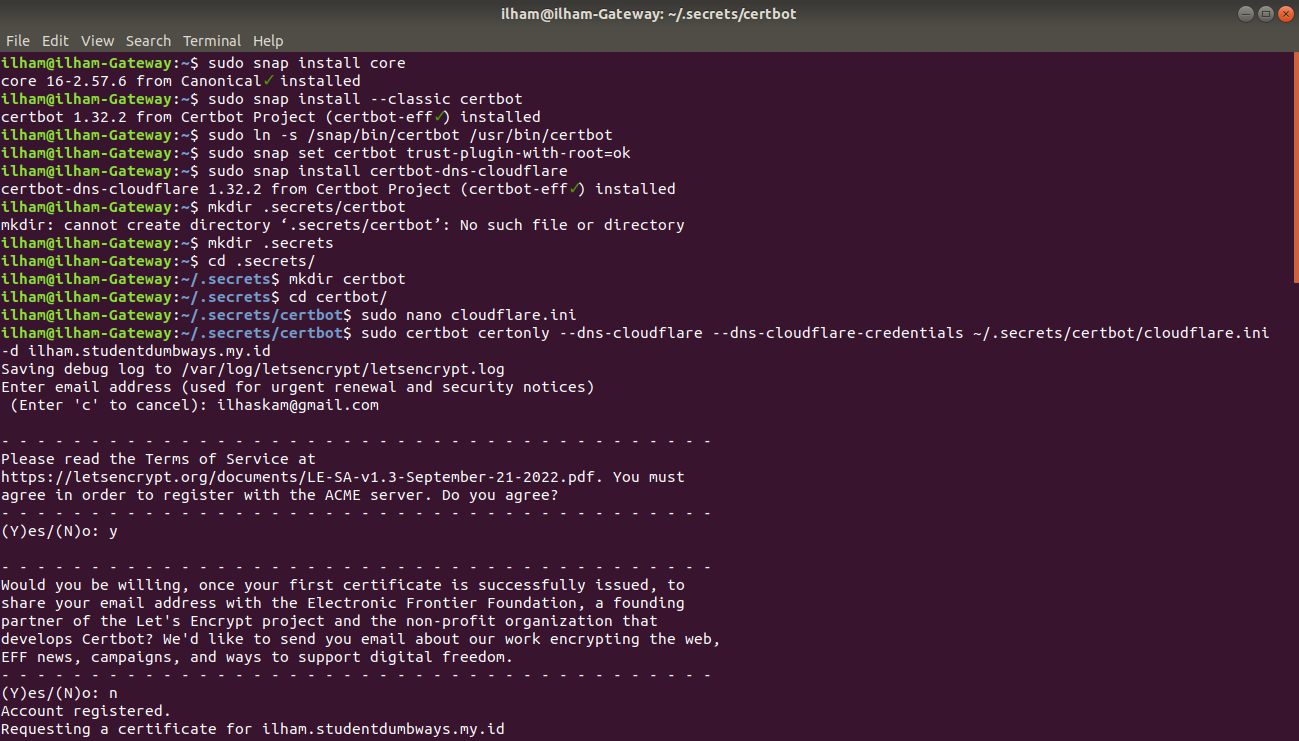 ilham@ilham-Gateway: ~/.secrets/certbot
File Edit View Search Terminal Help
ilham@ilham-Gateway:~$ sudo snap install core
core 16-2.57.6 from Canonical✓ installed
ilham@ilham-Gateway:~$ sudo snap install --classic certbot
certbot 1.32.2 from Certbot Project (certbot-eff✓) installed
ilham@ilham-Gateway:~$ sudo ln -s /snap/bin/certbot /usr/bin/certbot
ilham@ilham-Gateway:~$ sudo snap set certbot trust-plugin-with-root=ok
ilham@ilham-Gateway:~$ sudo snap install certbot-dns-cloudflare
certbot-dns-cloudflare 1.32.2 from Certbot Project (certbot-eff✓) installed
ilham@ilham-Gateway:~$ mkdir .secrets/certbot
mkdir: cannot create directory ‘.secrets/certbot’: No such file or directory
ilham@ilham-Gateway:~$ mkdir .secrets
ilham@ilham-Gateway:~$ cd .secrets/
ilham@ilham-Gateway:~/.secrets$ mkdir certbot
ilham@ilham-Gateway:~/.secrets$ cd certbot/
ilham@ilham-Gateway:~/.secrets/certbot$ sudo nano cloudflare.ini
ilham@ilham-Gateway:~/.secrets/certbot$ sudo certbot certonly --dns-cloudflare --dns-cloudflare-credentials ~/.secrets/certbot/cloudflare.ini
-d ilham.studentdumbways.my.id
Saving debug log to /var/log/letsencrypt/letsencrypt.log
Enter email address (used for urgent renewal and security notices)
 (Enter 'c' to cancel): ilhaskam@gmail.com
- - - - - - - - - - - - - - - - - - - - - - - - - - - - - - - - - - - - - - - -
Please read the Terms of Service at
https://letsencrypt.org/documents/LE-SA-v1.3-September-21-2022.pdf. You must
agree in order to register with the ACME server. Do you agree?
- - - - - - - - - - - - - - - - - - - - - - - - - - - - - - - - - - - - - - - -
(Y)es/(N)o: y
- - - - - - - - - - - - - - - - - - - - - - - - - - - - - - - - - - - - - - - -
Would you be willing, once your first certificate is successfully issued, to
share your email address with the Electronic Frontier Foundation, a founding
partner of the Let's Encrypt project and the non-profit organization that
develops Certbot? We'd like to send you email about our work encrypting the web,
EFF news, campaigns, and ways to support digital freedom.
- - - - - - - - - - - - - - - - - - - - - - - - - - - - - - - - - - - - - - - -
(Y)es/(N)o: n
Account registered.
Requesting a certificate for ilham.studentdumbways.my.id